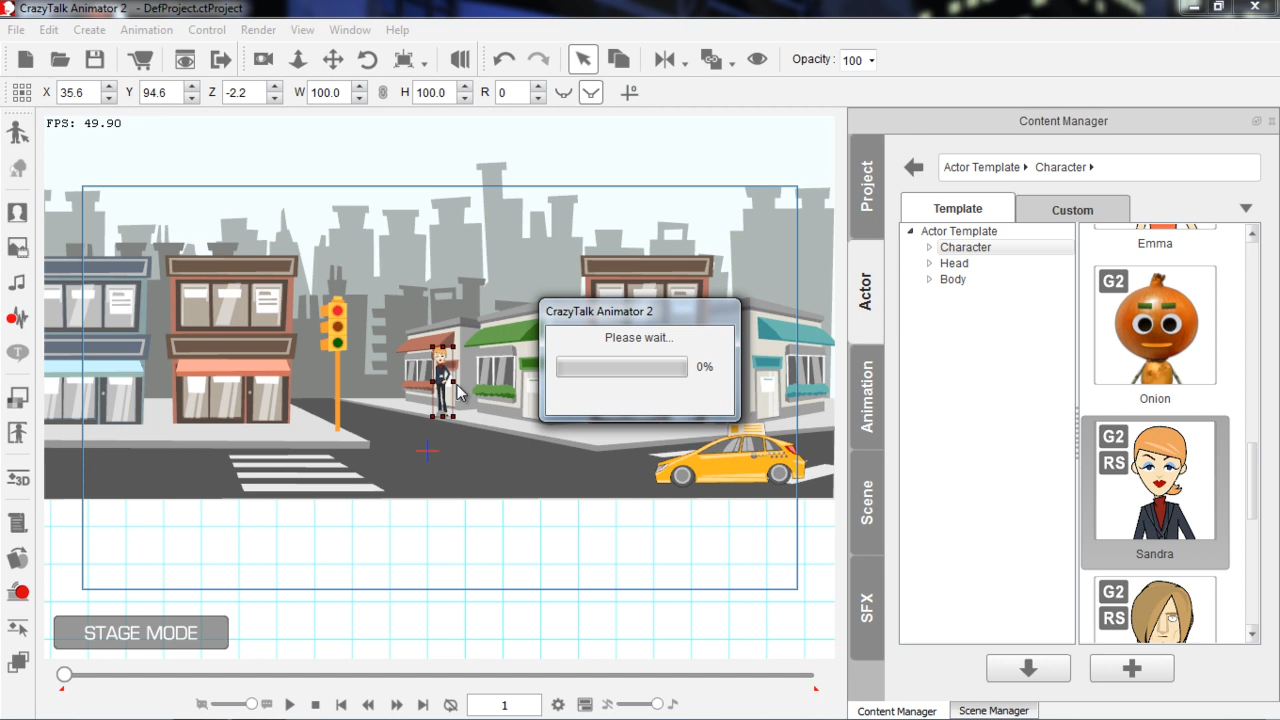 CrazyTalk Animator 2 - DefProject.ctProject
File Edit Create Animation Control Render View Window Help
Opacity : 100
X 35.6 Y 94.6 Z -2.2 W 100.0 H 100.0 R 0
FPS: 49.90
Content Manager
Actor Template Character
Template Custom
Project
Actor
Animation
Scene
SFX
Actor Template
Character
Head
Body
Emma
G2
Onion
G2
RS
Sandra
G2
RS
CrazyTalk Animator 2
Please wait...
0%
T
3D
STAGE MODE
1
Content Manager Scene Manager